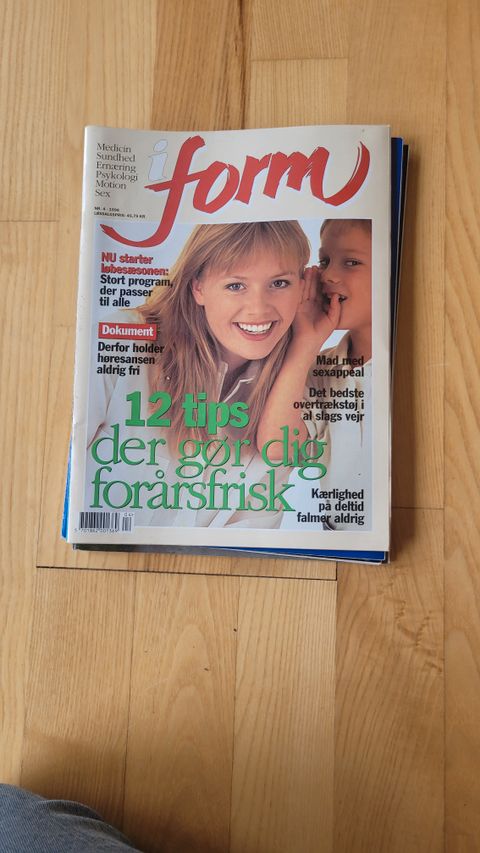 Medicin
Sundhed
Ernæring
Psykologi
Motion
Sex
i form
NU starter
løbesæsonen:
Stort program,
der passer
til alle
Dokument
Derfor holder
høresansen
aldrig fri
Mad med
sexappeal
Det bedste
overtrækstøj i
al slags vejr
12 tips
der gør dig
forårsfrisk
Kærlighed
på deltid
falmer aldrig